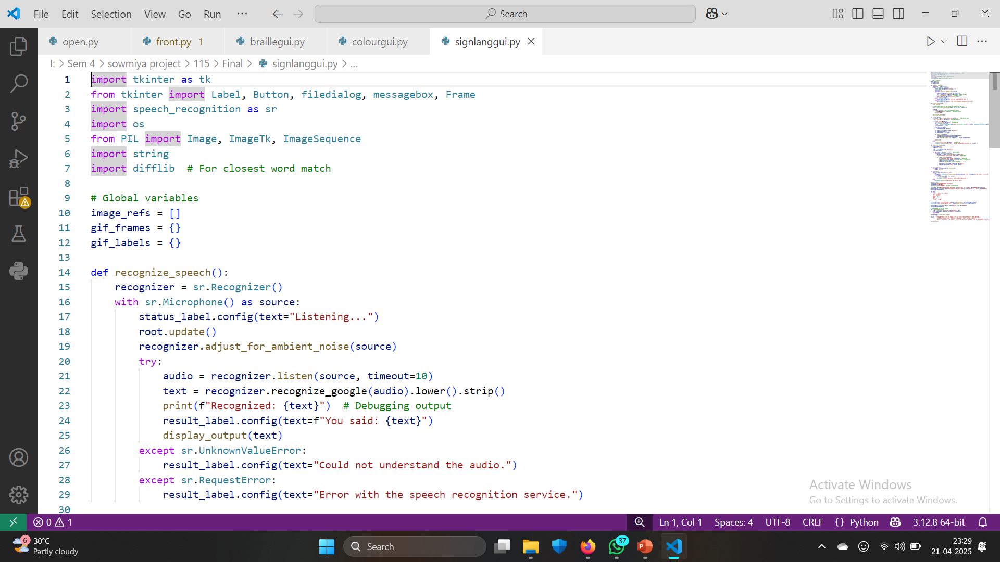 File Edit Selection View Go Run ··· Search
open.py front.py 1 braillegui.py colourgui.py signlanggui.py
I: > Sem 4 > sowmiya project > 115 > Final > signlanggui.py > ...
1 import tkinter as tk
2 from tkinter import Label, Button, filedialog, messagebox, Frame
3 import speech_recognition as sr
4 import os
5 from PIL import Image, ImageTk, ImageSequence
6 import string
7 import difflib  # For closest word match
8
9 # Global variables
10 image_refs = []
11 gif_frames = {}
12 gif_labels = {}
13
14 def recognize_speech():
15     recognizer = sr.Recognizer()
16     with sr.Microphone() as source:
17         status_label.config(text="Listening...")
18         root.update()
19         recognizer.adjust_for_ambient_noise(source)
20         try:
21             audio = recognizer.listen(source, timeout=10)
22             text = recognizer.recognize_google(audio).lower().strip()
23             print(f"Recognized: {text}")  # Debugging output
24             result_label.config(text=f"You said: {text}")
25             display_output(text)
26         except sr.UnknownValueError:
27             result_label.config(text="Could not understand the audio.")
28         except sr.RequestError:
29             result_label.config(text="Error with the speech recognition service.")
30
Activate Windows
Go to Settings to activate Windows.
0 1 Ln 1, Col 1 Spaces: 4 UTF-8 CRLF {} Python 3.12.8 64-bit
6 30°C
Partly cloudy
Search
37
23:29
21-04-2025